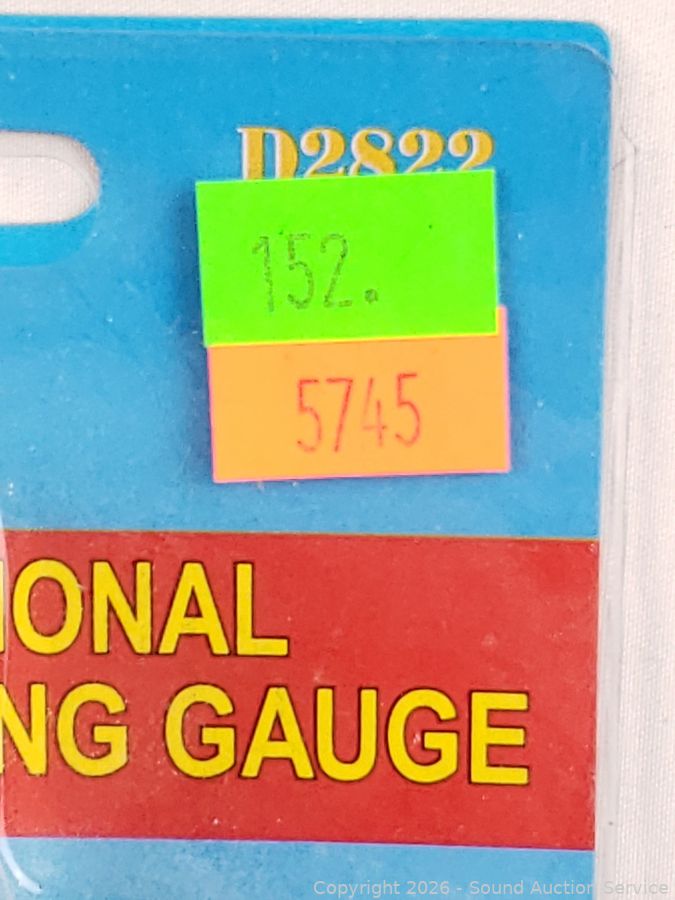 D2822
152.
5745
IONAL
NG GAUGE
Copyright 2026 - Sound Auction Service